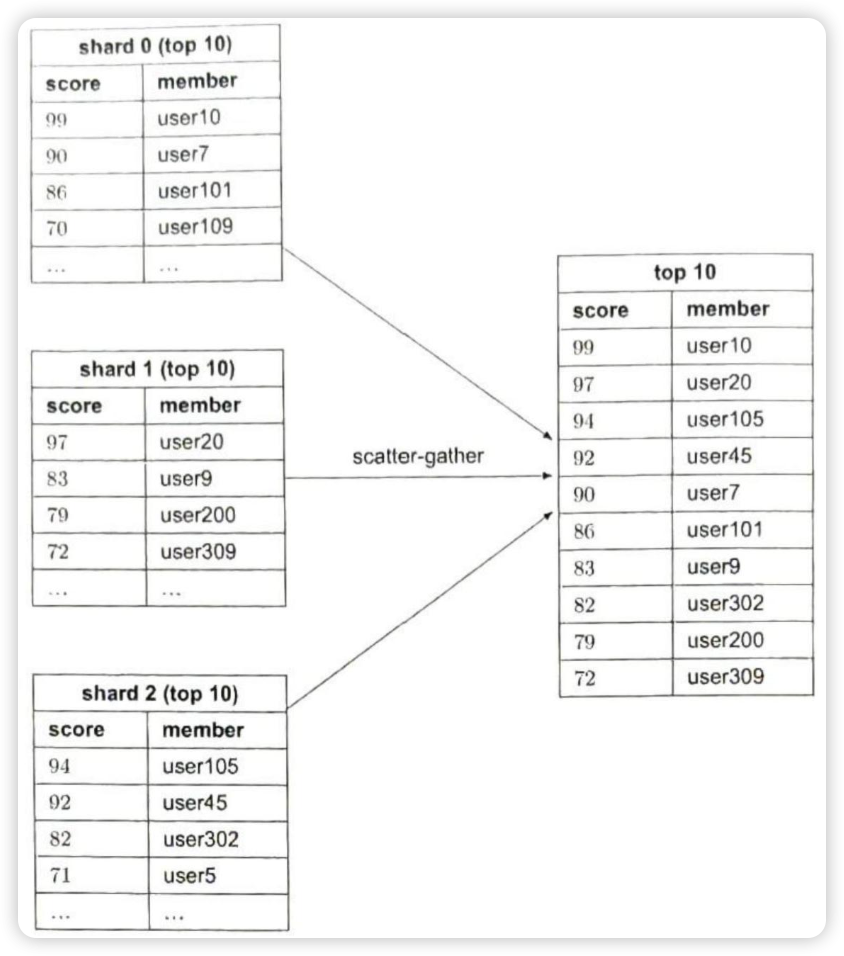 shard 0 (top 10)
score member
99 user10
90 user7
86 user101
70 user109
... ...
shard 1 (top 10)
score member
97 user20
83 user9
79 user200
72 user309
... ...
shard 2 (top 10)
score member
94 user105
92 user45
82 user302
71 user5
... ...
scatter-gather
top 10
score member
99 user10
97 user20
94 user105
92 user45
90 user7
86 user101
83 user9
82 user302
79 user200
72 user309